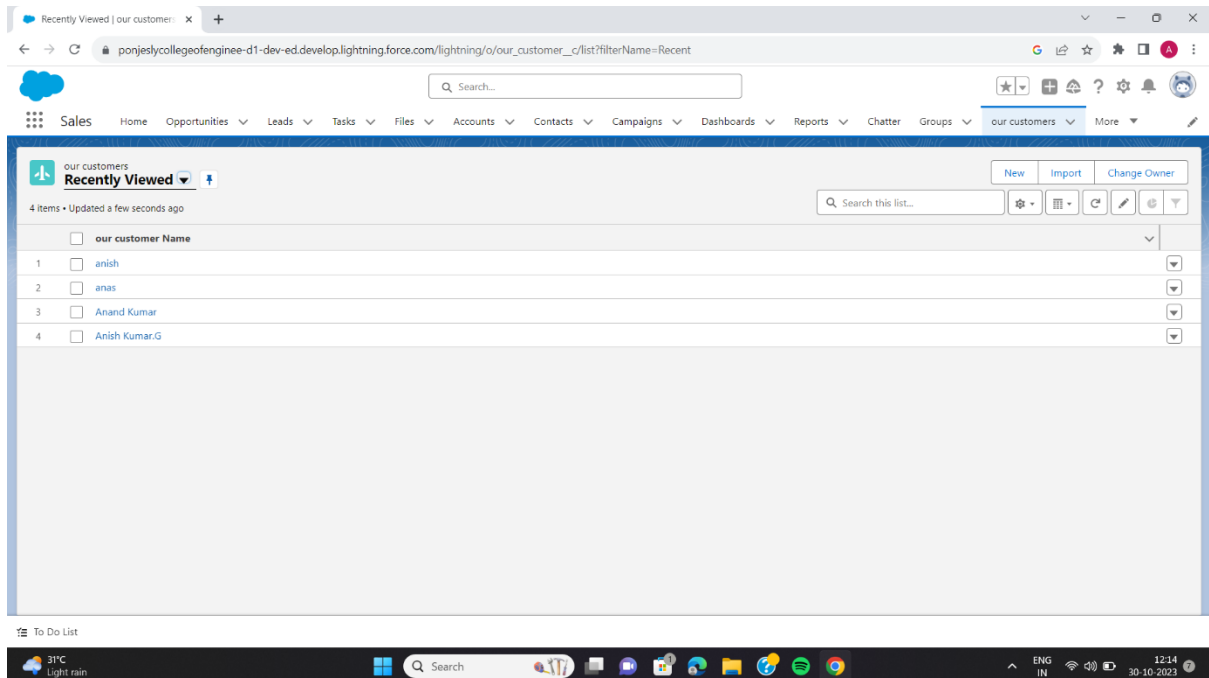 Recently Viewed | our customers
ponjeslycollegeofenginee-d1-dev-ed.develop.lightning.force.com/lightning/o/our_customer__c/list?filterName=Recent
G A
Search...
Sales Home Opportunities Leads Tasks Files Accounts Contacts Campaigns Dashboards Reports Chatter Groups our customers More
our customers
Recently Viewed
New Import Change Owner
4 items • Updated a few seconds ago
Search this list...
our customer Name
1 anish
2 anas
3 Anand Kumar
4 Anish Kumar.G
To Do List
31°C
Light rain
Search
ENG
IN
12:14
30-10-2023